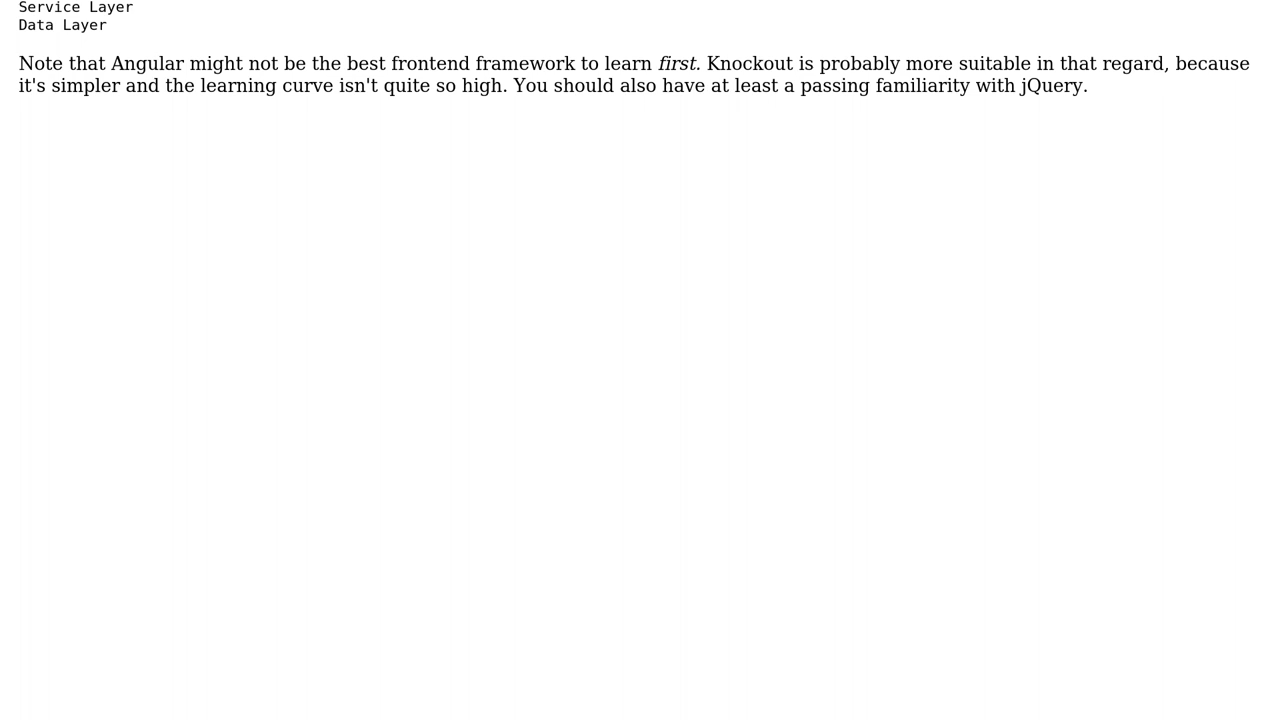 Service Layer
Data Layer
Note that Angular might not be the best frontend framework to learn first. Knockout is probably more suitable in that regard, because
it's simpler and the learning curve isn't quite so high. You should also have at least a passing familiarity with jQuery.